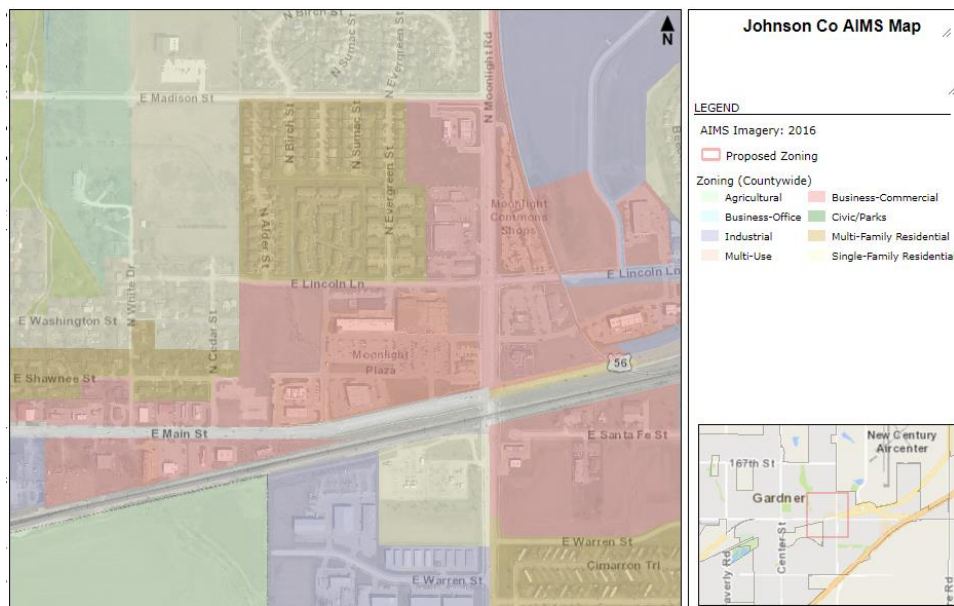 N Birch St
N Sumac St
N Evergreen St
N Moonlight Rd
N
E Madison St
N Birch St
N Sumac St
N Evergreen St
N Alder St
Moonlight
Commons
Shops
E Lincoln Ln
E Lincoln Ln
N White Dr
E Washington St
N Cedar St
Moonlight
Plaza
56
E Shawnee St
E Main St
E Santa Fe St
E Warren St
Cimarron Trl
E Warren St
Johnson Co AIMS Map
LEGEND
AIMS Imagery: 2016
Proposed Zoning
Zoning (Countywide)
Agricultural
Business-Commercial
Business-Office
Civic/Parks
Industrial
Multi-Family Residential
Multi-Use
Single-Family Residential
New Century
Aircenter
167th St
Gardner
Center St
averly Rd
re Rd